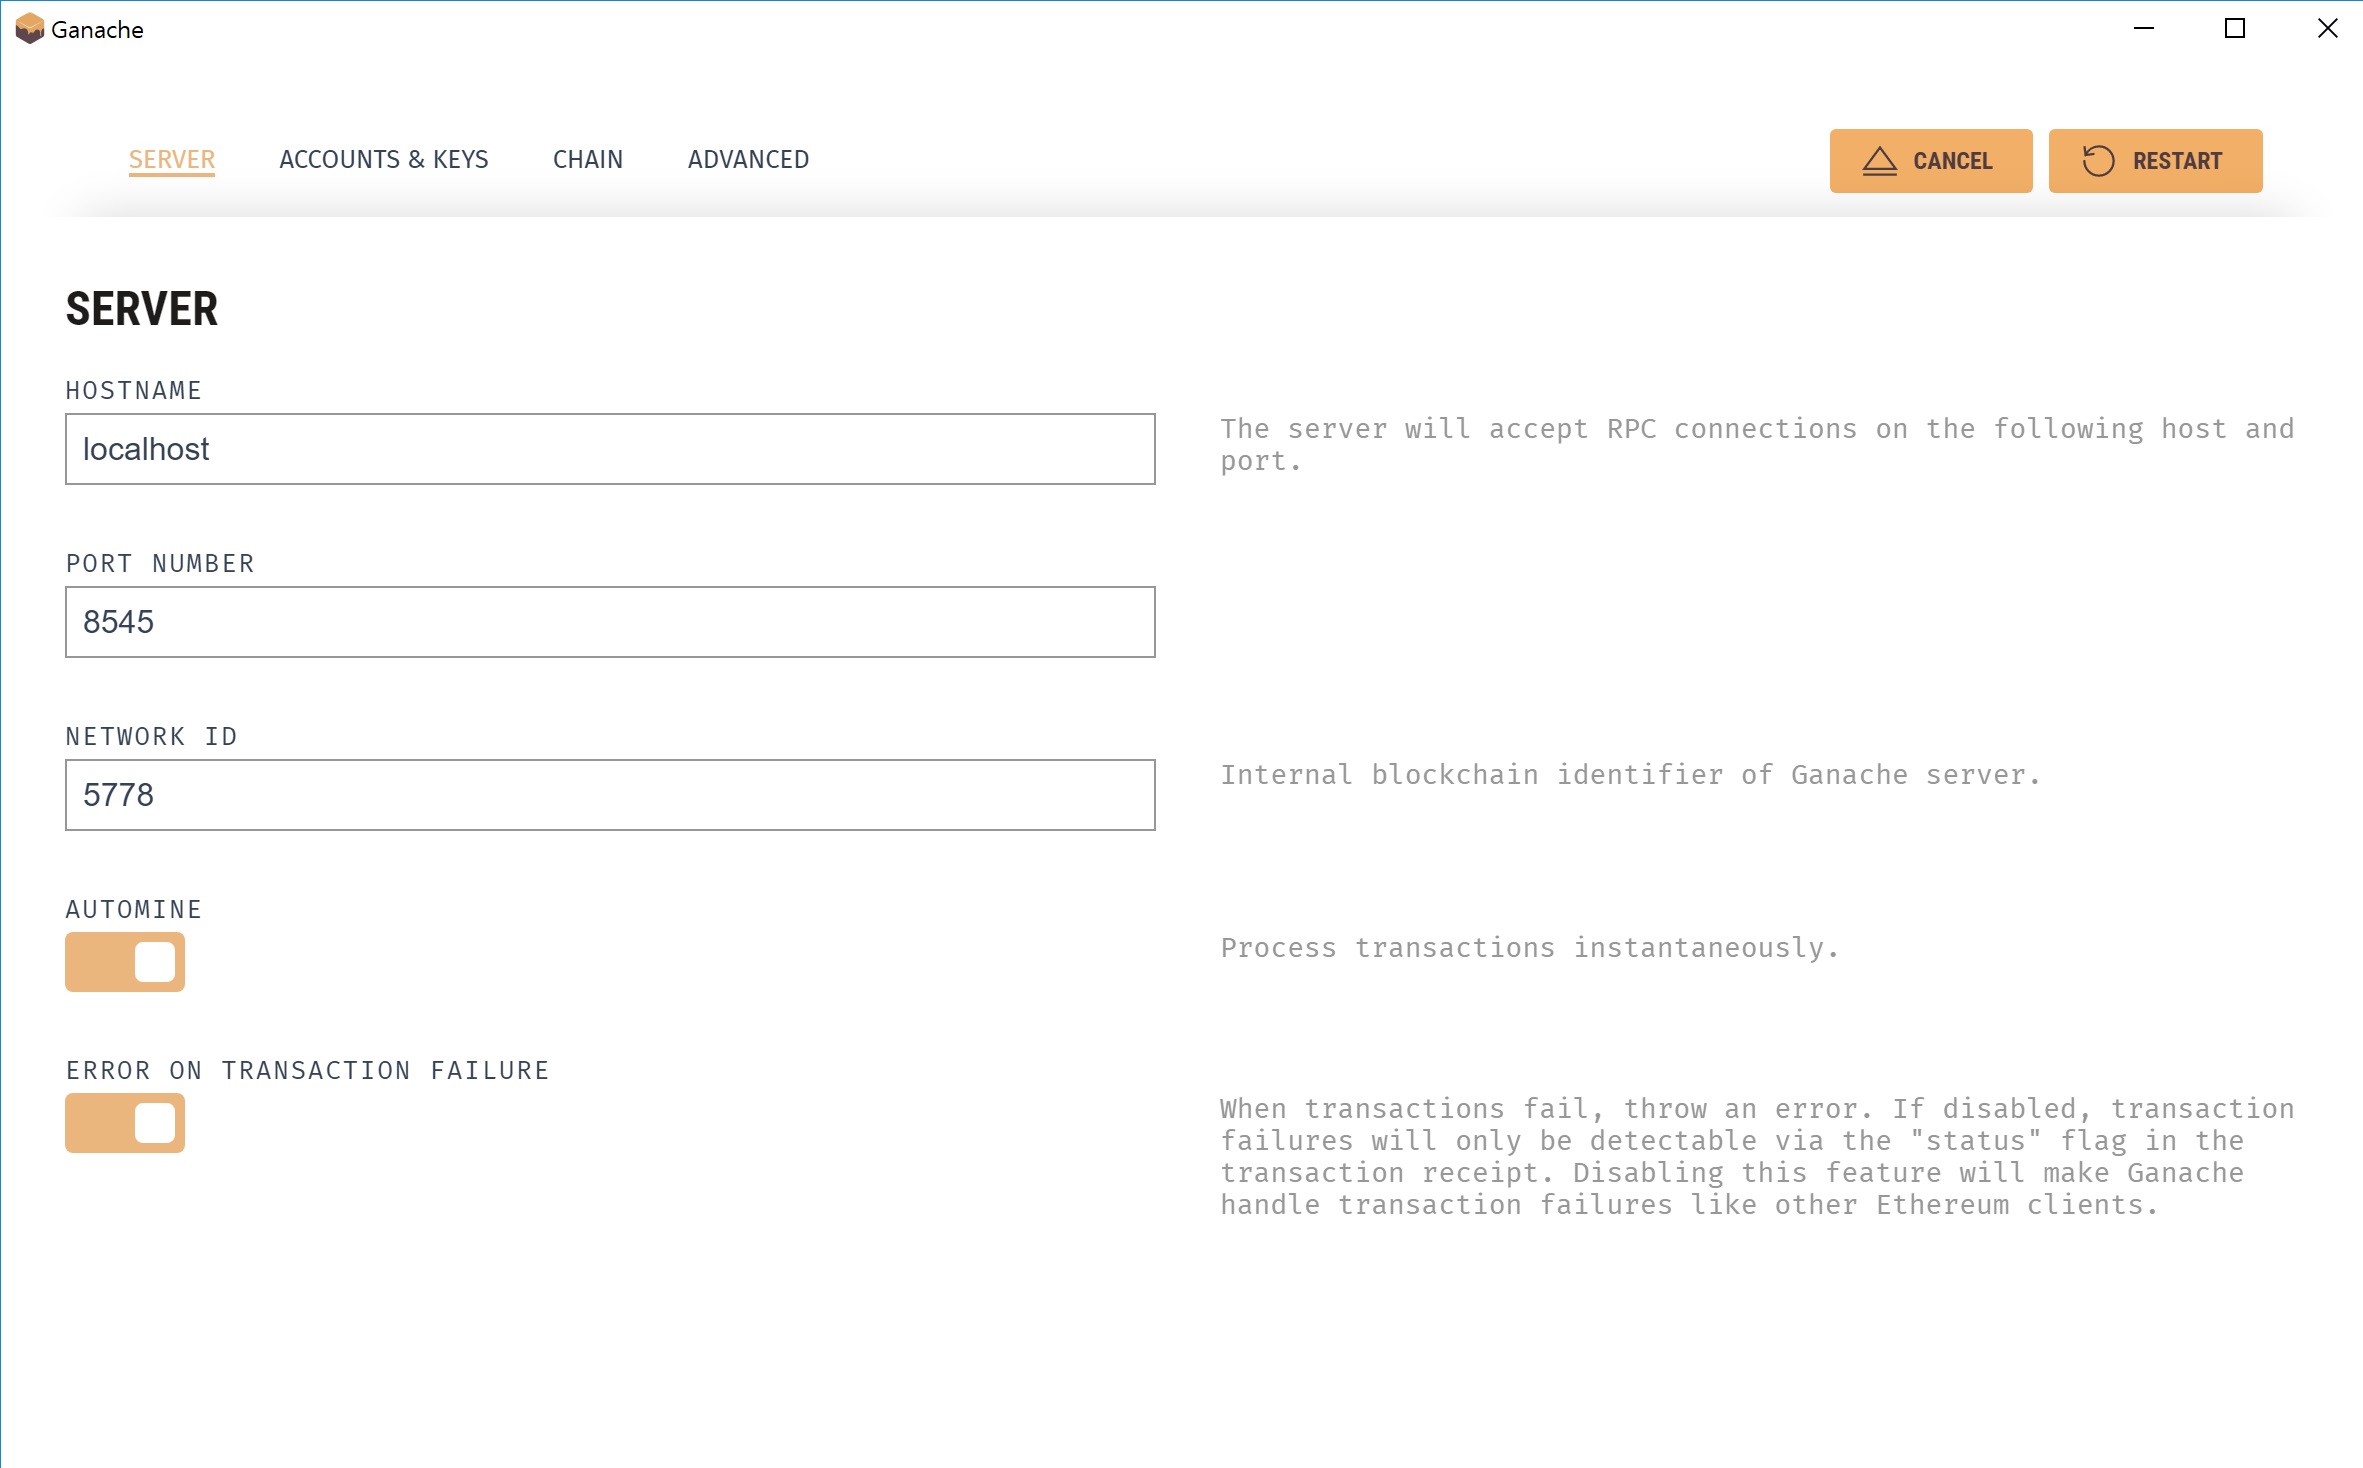 Ganache
SERVER
ACCOUNTS & KEYS
CHAIN
ADVANCED
CANCEL
RESTART
SERVER
HOSTNAME
localhost
The server will accept RPC connections on the following host and
port.
PORT NUMBER
8545
NETWORK ID
5778
Internal blockchain identifier of Ganache server.
AUTOMINE
Process transactions instantaneously.
ERROR ON TRANSACTION FAILURE
When transactions fail, throw an error. If disabled, transaction
failures will only be detectable via the "status" flag in the
transaction receipt. Disabling this feature will make Ganache
handle transaction failures like other Ethereum clients.